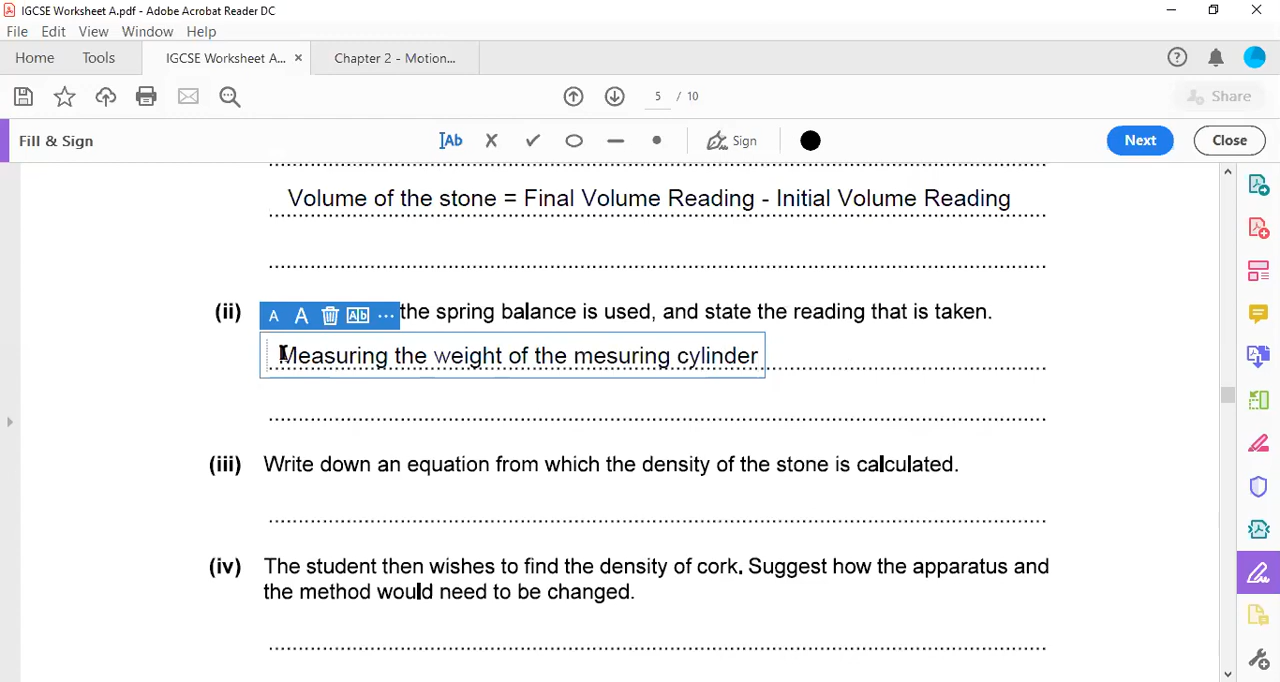 IGCSE Worksheet A.pdf - Adobe Acrobat Reader DC
File Edit View Window Help
Home Tools IGCSE Worksheet A... × Chapter 2 - Motion...
5 / 10 Share
Fill & Sign Ab Sign Next Close
Volume of the stone = Final Volume Reading - Initial Volume Reading
(ii) A A Ab ... the spring balance is used, and state the reading that is taken.
Measuring the weight of the mesuring cylinder
(iii) Write down an equation from which the density of the stone is calculated.
(iv) The student then wishes to find the density of cork. Suggest how the apparatus and
the method would need to be changed.